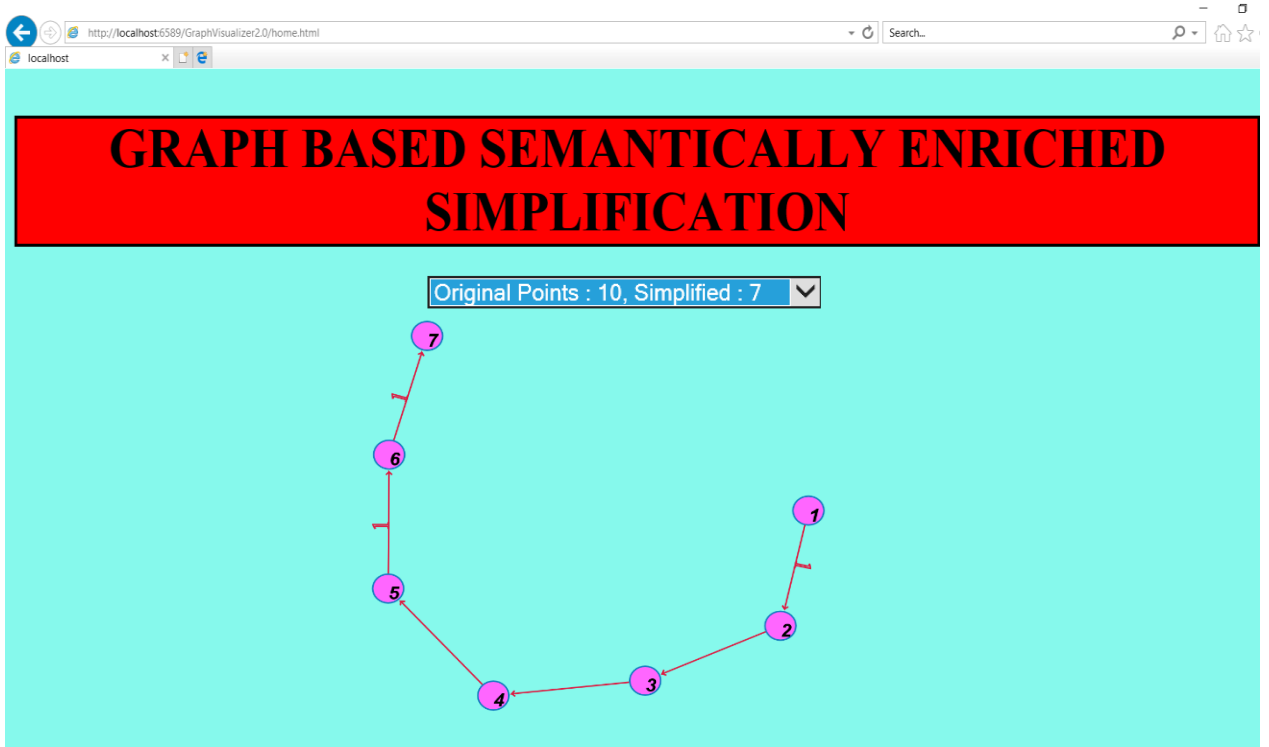 http://localhost:6589/GraphVisualizer2.0/home.html
Search...
localhost
GRAPH BASED SEMANTICALLY ENRICHED
SIMPLIFICATION
Original Points : 10, Simplified : 7
7
1
6
1
1
5
1
2
3
4